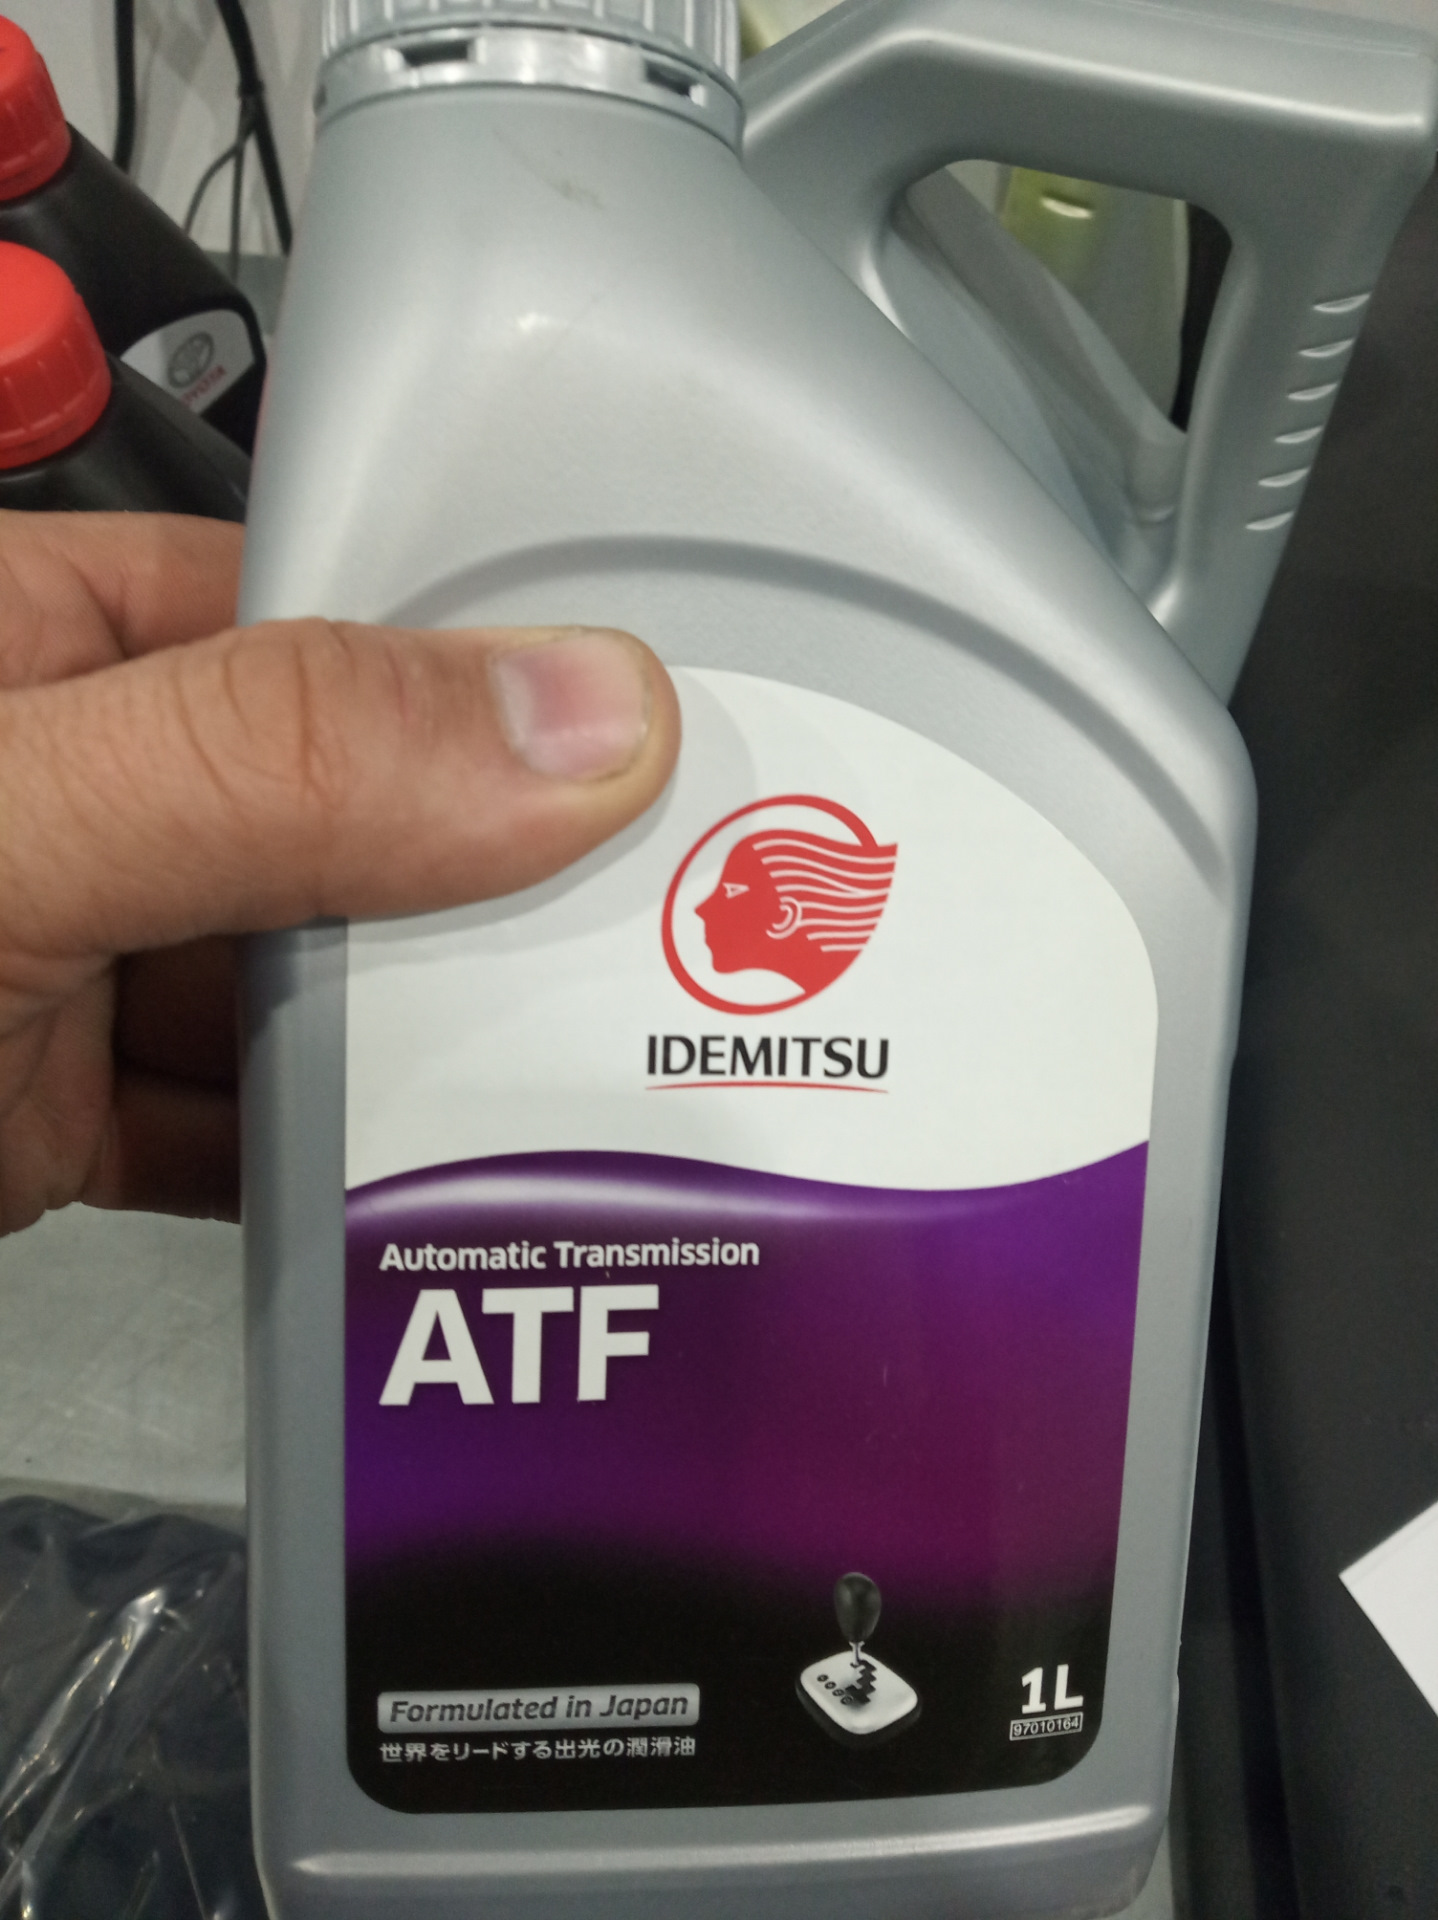 TOYOTA
IDEMITSU
Automatic Transmission
ATF
Formulated in Japan
世界をリードする出光の潤滑油
1L
97010164